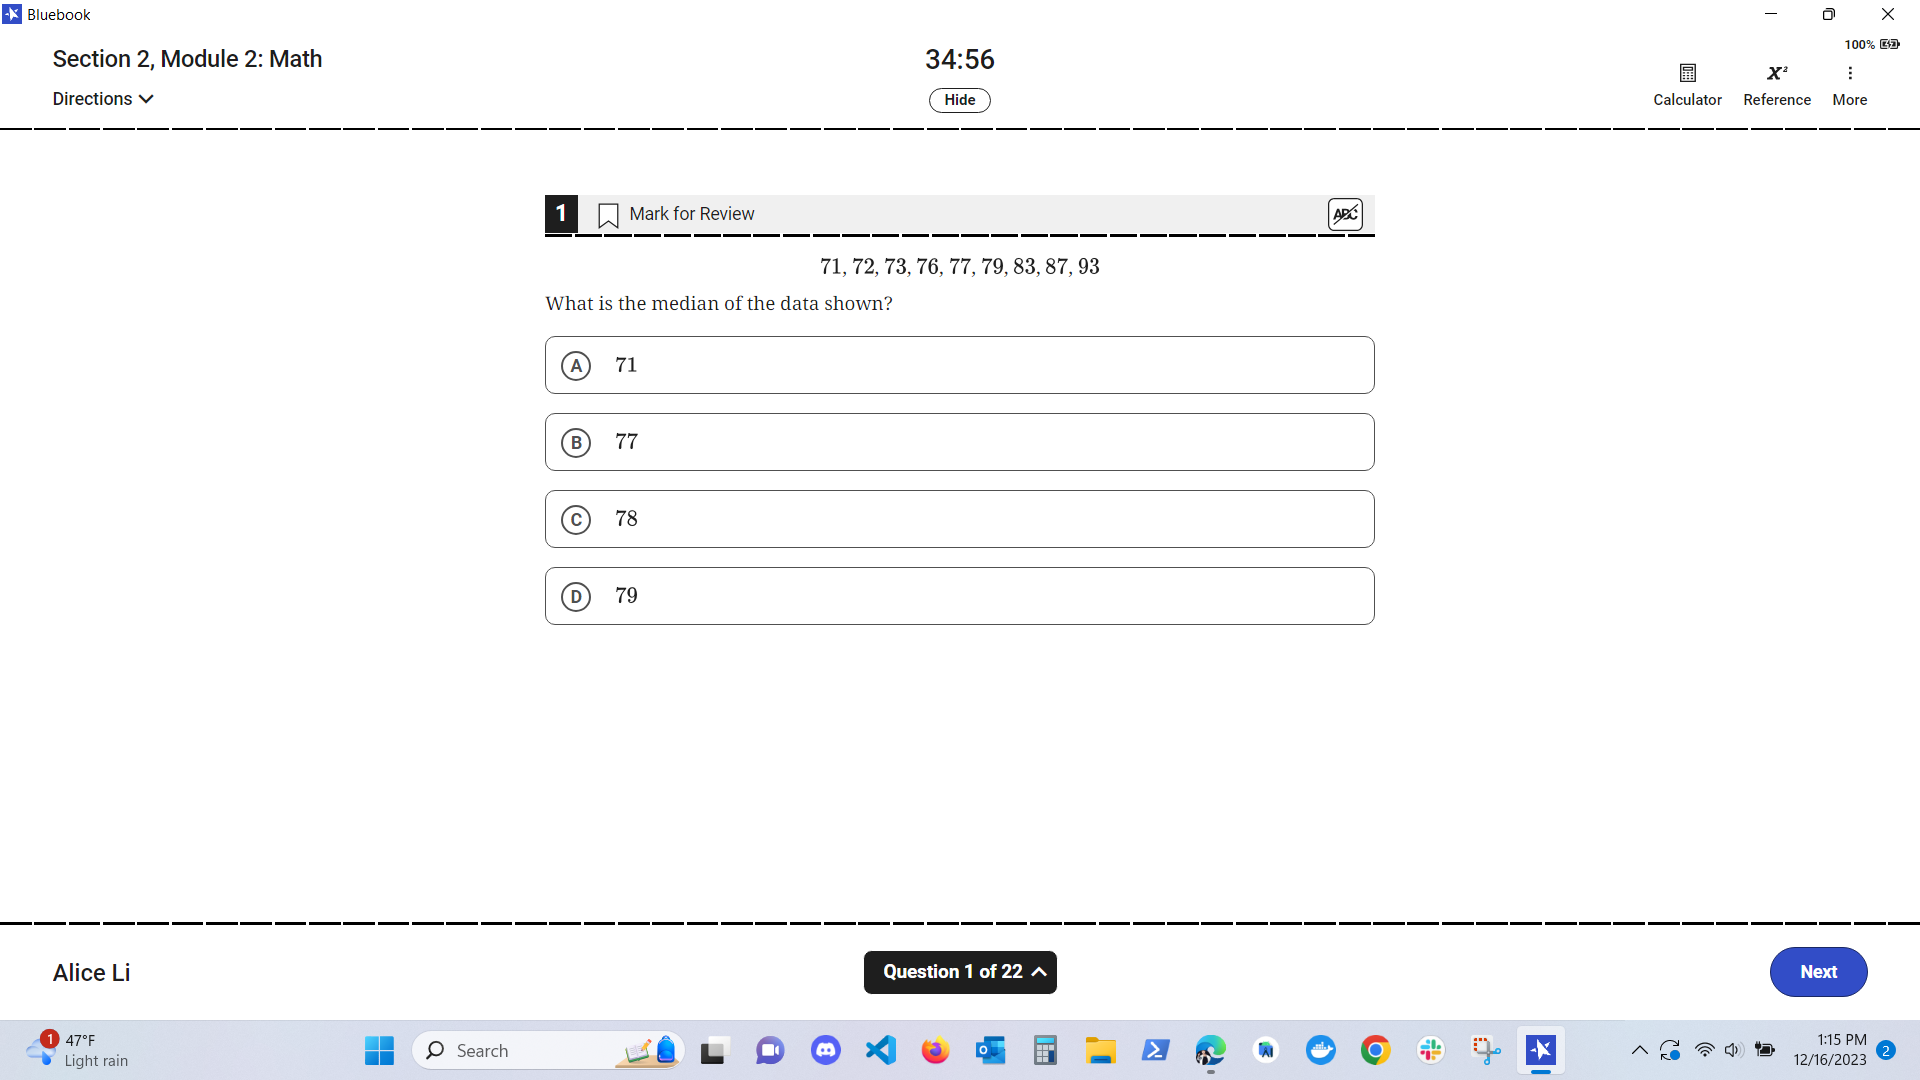 Bluebook
Section 2, Module 2: Math
34:56
100%
Directions
Hide
Calculator
Reference
More
1
Mark for Review
ABC
71, 72, 73, 76, 77, 79, 83, 87, 93
What is the median of the data shown?
A 71
B 77
C 78
D 79
Alice Li
Question 1 of 22
Next
1
47°F
Light rain
Search
1:15 PM
12/16/2023
2